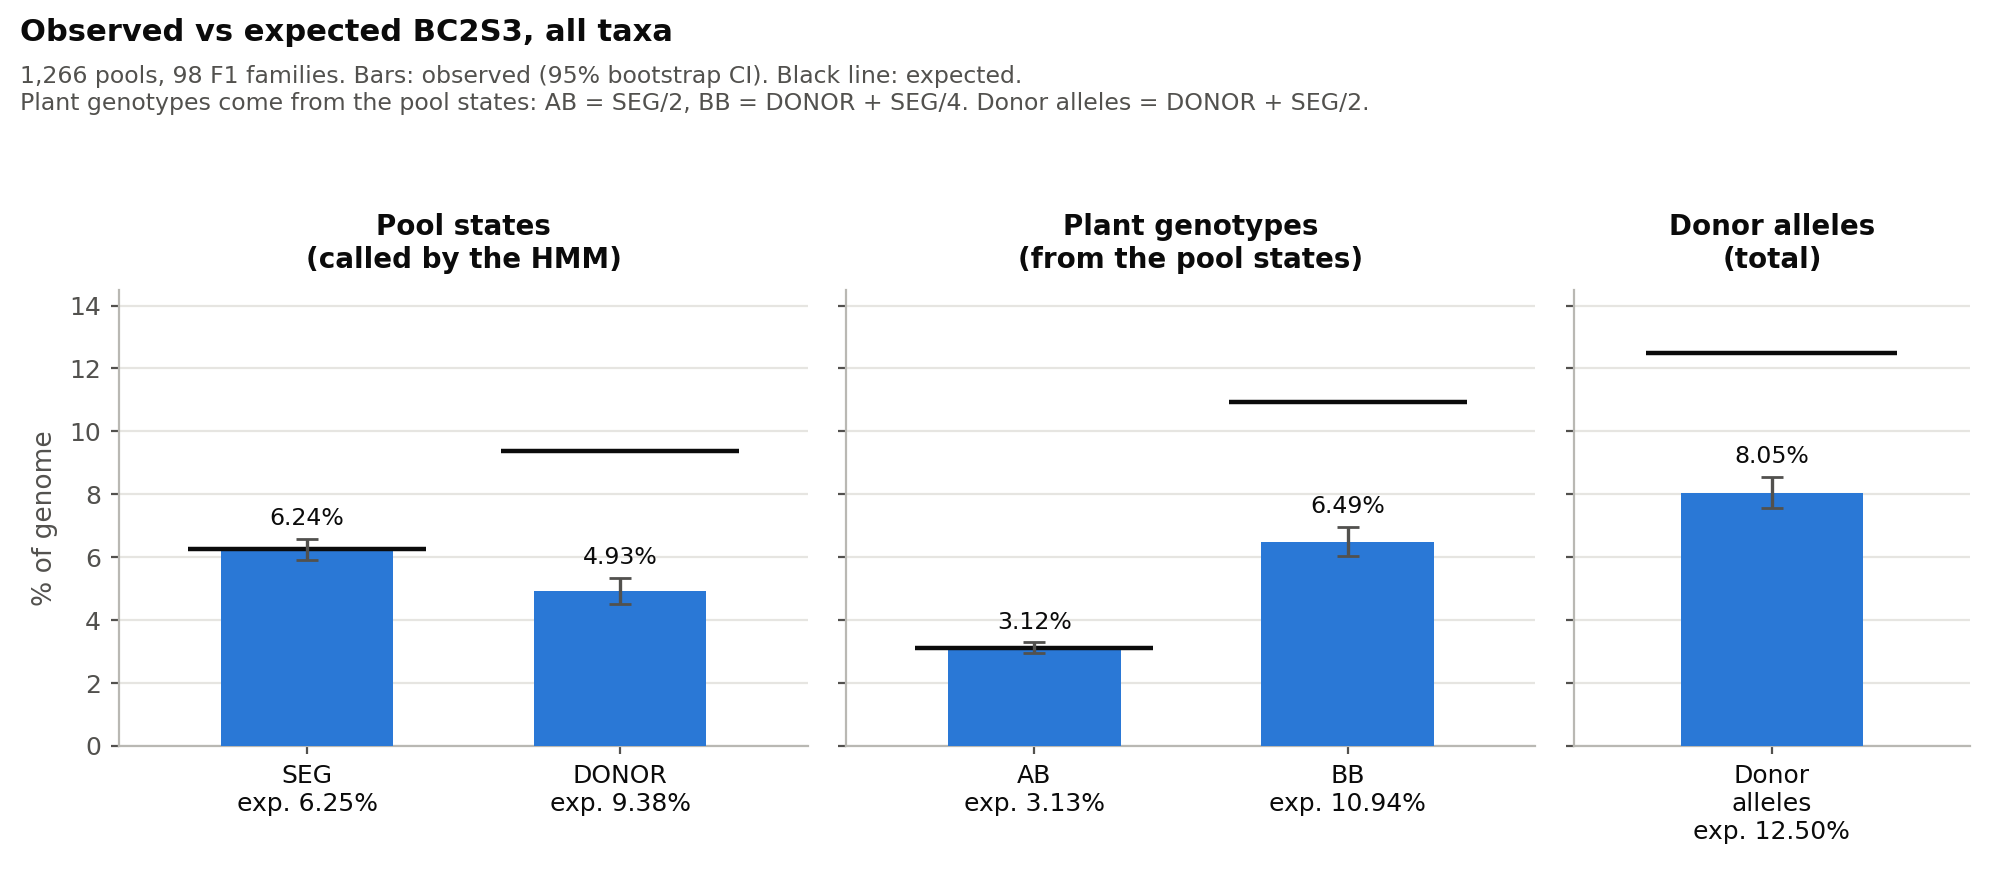 Observed vs expected BC2S3, all taxa
1,266 pools, 98 F1 families. Bars: observed (95% bootstrap CI). Black line: expected.
Plant genotypes come from the pool states: AB = SEG/2, BB = DONOR + SEG/4. Donor alleles = DONOR + SEG/2.
Pool states
(called by the HMM)
Plant genotypes
(from the pool states)
Donor alleles
(total)
% of genome
14
12
10
8
6
4
2
0
6.24%
4.93%
3.12%
6.49%
8.05%
SEG
exp. 6.25%
DONOR
exp. 9.38%
AB
exp. 3.13%
BB
exp. 10.94%
Donor
alleles
exp. 12.50%